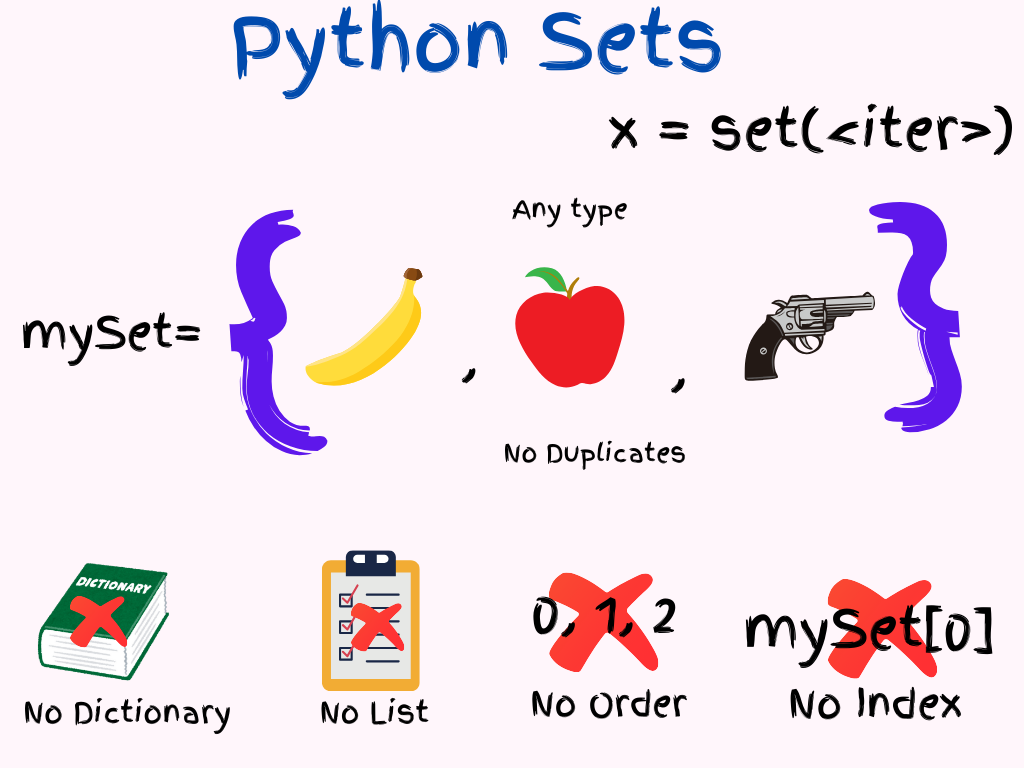 Python Sets
x = set(<iter>)
Any type
mySet= { , , }
No Duplicates
DICTIONARY
0, 1, 2
mySet[0]
No Dictionary
No List
No Order
No Index